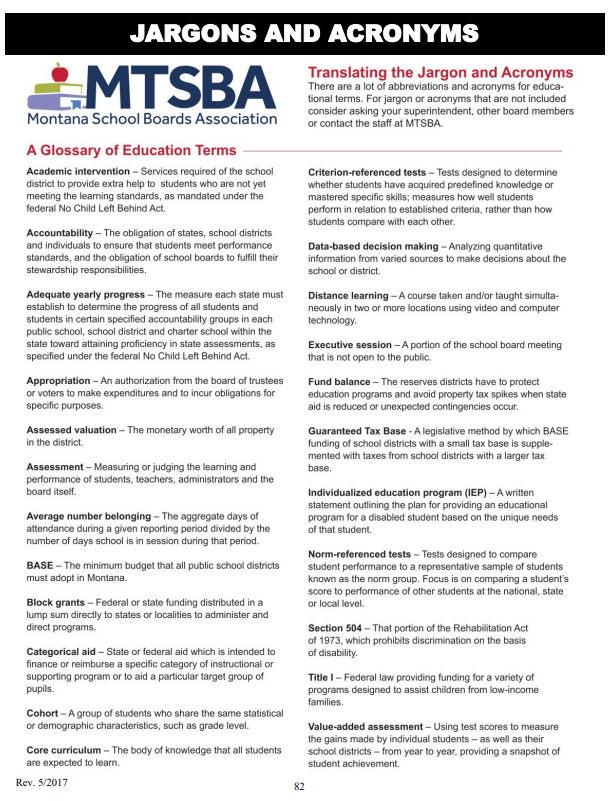 JARGONS AND ACRONYMS
MTSBA
Montana School Boards Association
Translating the Jargon and Acronyms
There are a lot of abbreviations and acronyms for educa-
tional terms. For jargon or acronyms that are not included
consider asking your superintendent, other board members
or contact the staff at MTSBA.
A Glossary of Education Terms
Academic intervention – Services required of the school
district to provide extra help to students who are not yet
meeting the learning standards, as mandated under the
federal No Child Left Behind Act.
Accountability – The obligation of states, school districts
and individuals to ensure that students meet performance
standards, and the obligation of school boards to fulfill their
stewardship responsibilities.
Adequate yearly progress – The measure each state must
establish to determine the progress of all students and
students in certain specified accountability groups in each
public school, school district and charter school within the
state toward attaining proficiency in state assessments, as
specified under the federal No Child Left Behind Act.
Appropriation – An authorization from the board of trustees
or voters to make expenditures and to incur obligations for
specific purposes.
Assessed valuation – The monetary worth of all property
in the district.
Assessment – Measuring or judging the learning and
performance of students, teachers, administrators and the
board itself.
Average number belonging – The aggregate days of
attendance during a given reporting period divided by the
number of days school is in session during that period.
BASE – The minimum budget that all public school districts
must adopt in Montana.
Block grants – Federal or state funding distributed in a
lump sum directly to states or localities to administer and
direct programs.
Categorical aid – State or federal aid which is intended to
finance or reimburse a specific category of instructional or
supporting program or to aid a particular target group of
pupils.
Cohort – A group of students who share the same statistical
or demographic characteristics, such as grade level.
Core curriculum – The body of knowledge that all students
are expected to learn.
Criterion-referenced tests – Tests designed to determine
whether students have acquired predefined knowledge or
mastered specific skills; measures how well students
perform in relation to established criteria, rather than how
students compare with each other.
Data-based decision making – Analyzing quantitative
information from varied sources to make decisions about the
school or district.
Distance learning – A course taken and/or taught simulta-
neously in two or more locations using video and computer
technology.
Executive session – A portion of the school board meeting
that is not open to the public.
Fund balance – The reserves districts have to protect
education programs and avoid property tax spikes when state
aid is reduced or unexpected contingencies occur.
Guaranteed Tax Base - A legislative method by which BASE
funding of school districts with a small tax base is supple-
mented with taxes from school districts with a larger tax
base.
Individualized education program (IEP) – A written
statement outlining the plan for providing an educational
program for a disabled student based on the unique needs
of that student.
Norm-referenced tests – Tests designed to compare
student performance to a representative sample of students
known as the norm group. Focus is on comparing a student's
score to performance of other students at the national, state
or local level.
Section 504 – That portion of the Rehabilitation Act
of 1973, which prohibits discrimination on the basis
of disability.
Title I – Federal law providing funding for a variety of
programs designed to assist children from low-income
families.
Value-added assessment – Using test scores to measure
the gains made by individual students – as well as their
school districts – from year to year, providing a snapshot of
student achievement.
Rev. 5/2017
82